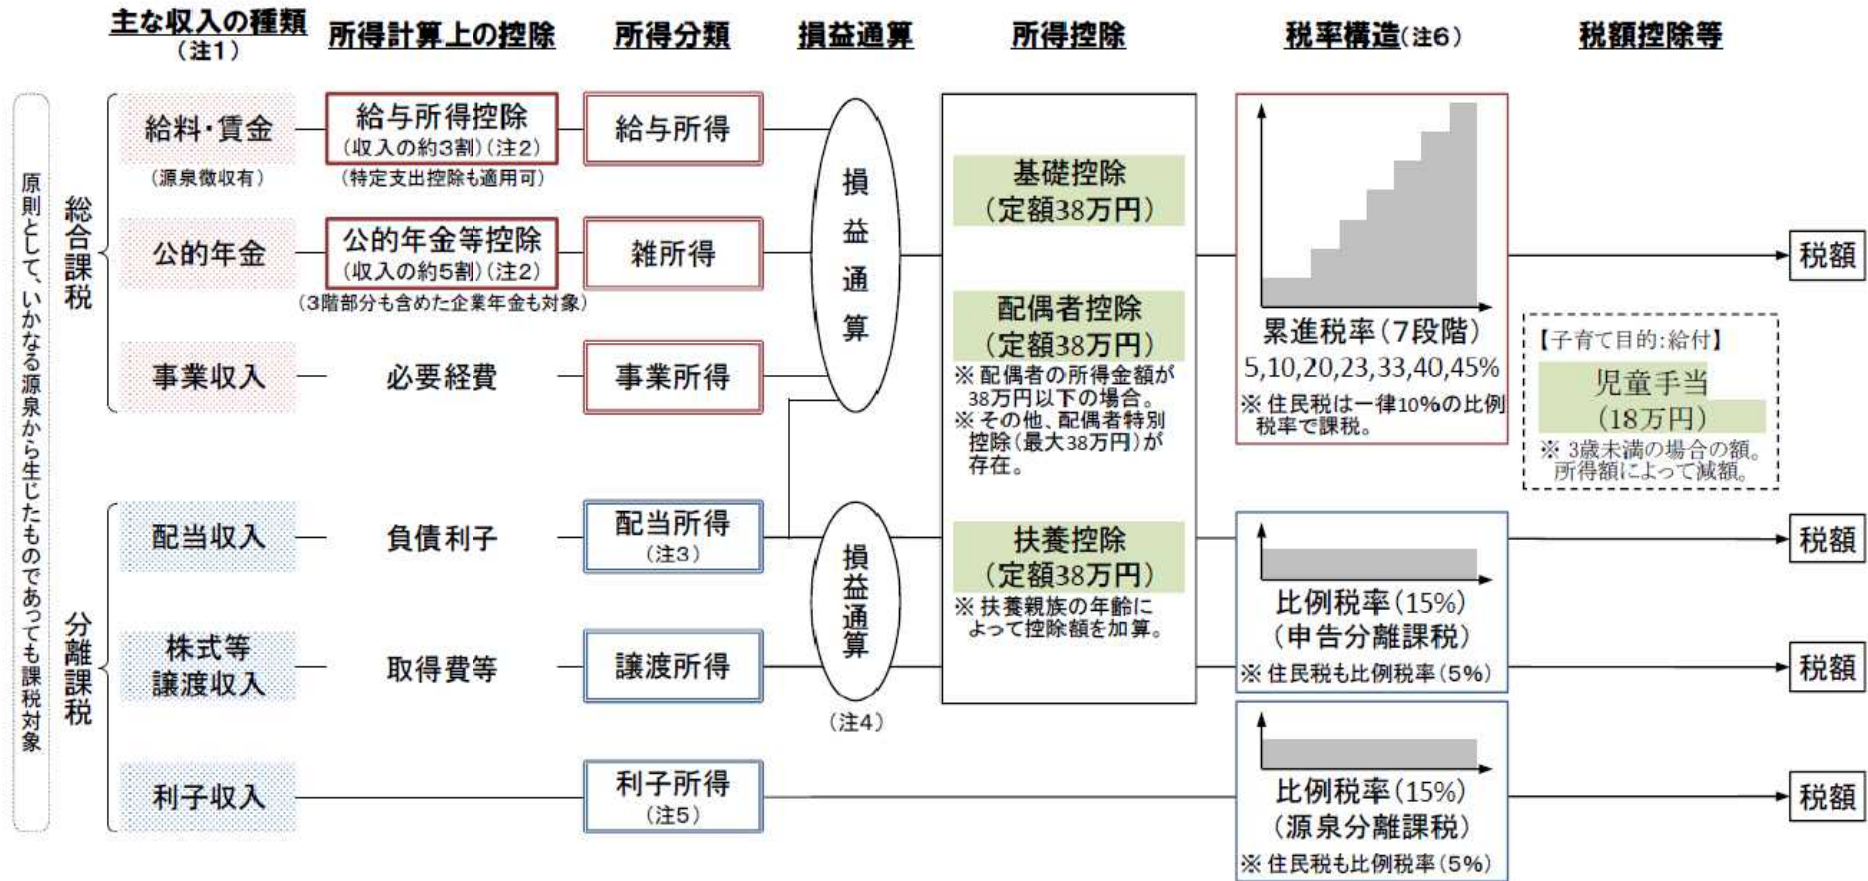 主な収入の種類
(注1)
所得計算上の控除
所得分類
損益通算
所得控除
税率構造(注6)
税額控除等
原則として、いかなる源泉から生じたものであっても課税対象
総合課税
給料・賃金
(源泉徴収有)
給与所得控除
(収入の約3割)(注2)
(特定支出控除も適用可)
給与所得
公的年金
公的年金等控除
(収入の約5割)(注2)
(3階部分も含めた企業年金も対象)
雑所得
事業収入
必要経費
事業所得
損益通算
分離課税
配当収入
負債利子
配当所得
(注3)
株式等
譲渡収入
取得費等
譲渡所得
損益通算
(注4)
利子収入
利子所得
(注5)
基礎控除
(定額38万円)
配偶者控除
(定額38万円)
※ 配偶者の所得金額が
38万円以下の場合。
※ その他、配偶者特別
控除(最大38万円)が
存在。
扶養控除
(定額38万円)
※ 扶養親族の年齢に
よって控除額を加算。
累進税率(7段階)
5,10,20,23,33,40,45%
※ 住民税は一律10%の比例
税率で課税。
比例税率(15%)
(申告分離課税)
※ 住民税も比例税率(5%)
比例税率(15%)
(源泉分離課税)
※ 住民税も比例税率(5%)
税額
【子育て目的:給付】
児童手当
(18万円)
※ 3歳未満の場合の額。
所得額によって減額。
税額
税額
税額